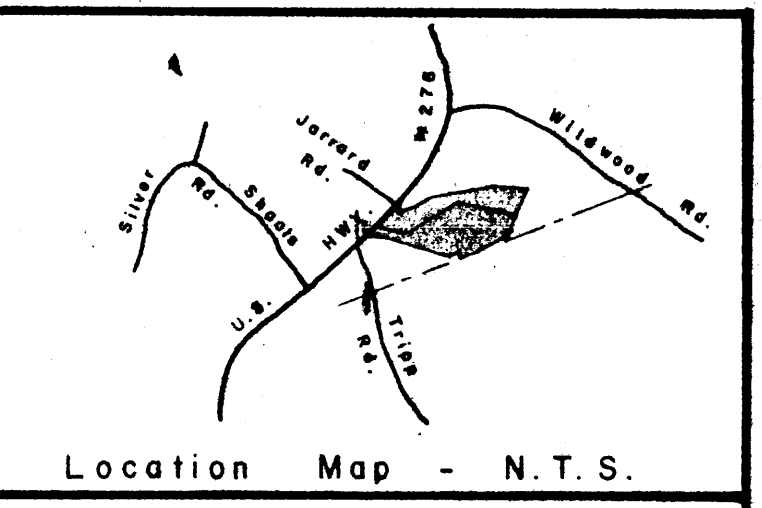 Silver Rd.
Shoals
Jarrard Rd.
U.S. HWY. # 276
Wildwood Rd.
Tripp Rd.
Location Map - N.T.S.